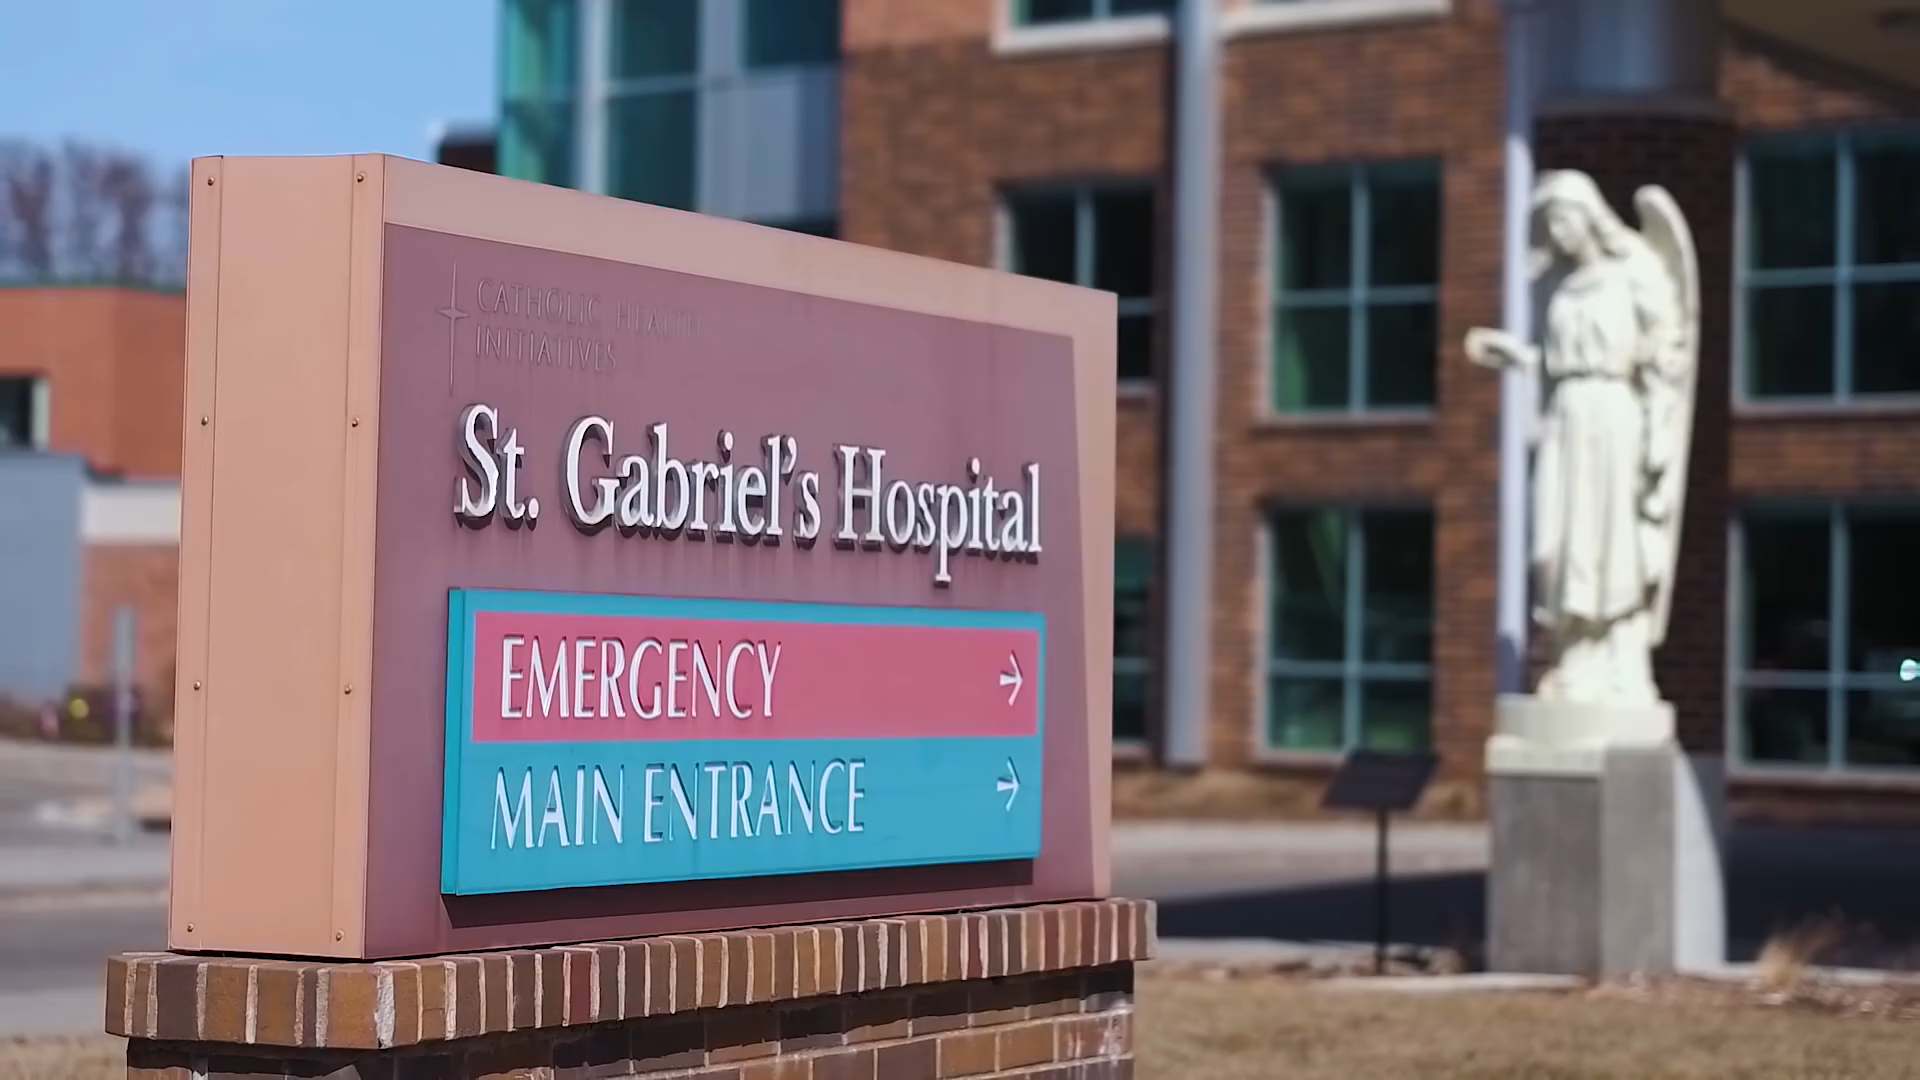 CATHOLIC HEALTH
INITIATIVES
St. Gabriel's Hospital
EMERGENCY →
MAIN ENTRANCE →